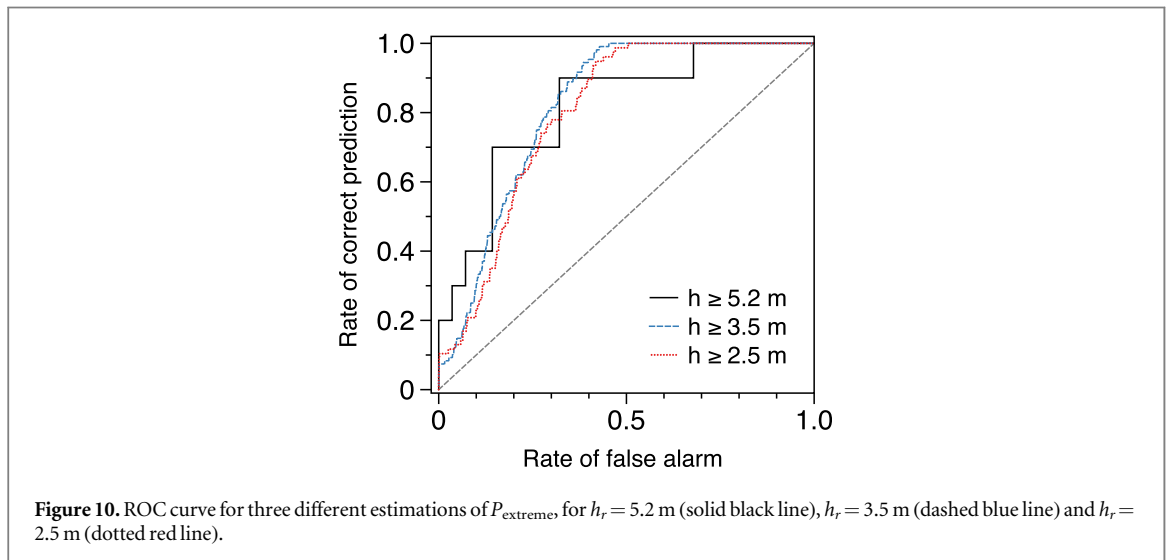 1.0
0.8
0.6
0.4
0.2
0
Rate of correct prediction
h ≥ 5.2 m
h ≥ 3.5 m
h ≥ 2.5 m
0 0.5 1.0
Rate of false alarm
Figure 10. ROC curve for three different estimations of P_extreme, for h_r = 5.2 m (solid black line), h_r = 3.5 m (dashed blue line) and h_r =
2.5 m (dotted red line).